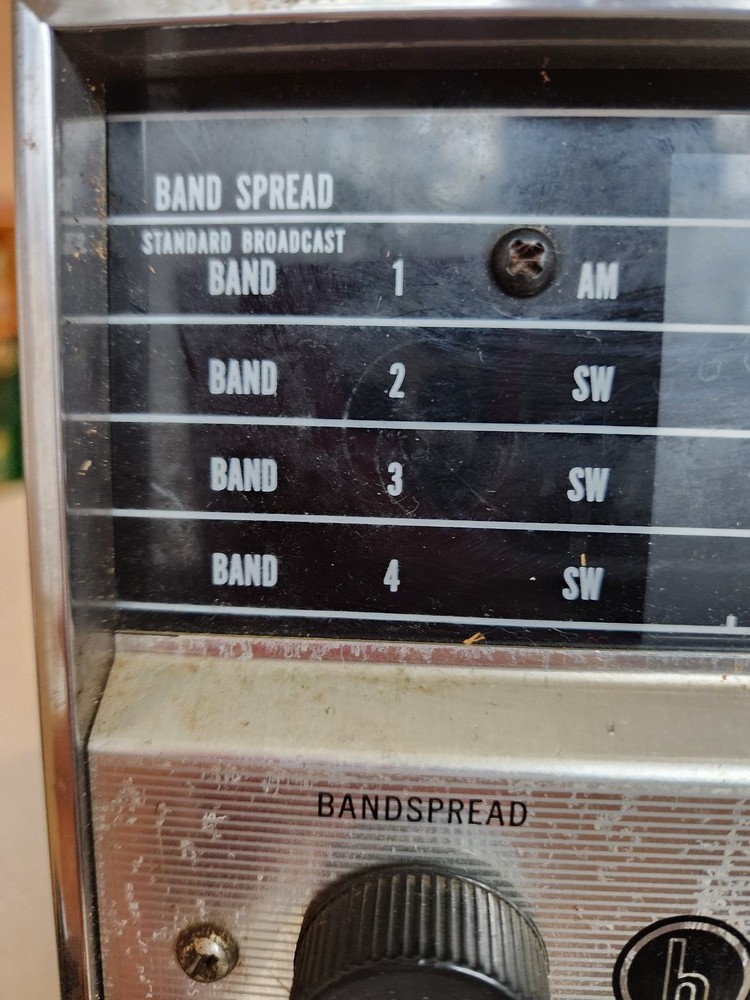 BAND SPREAD
STANDARD BROADCAST
BAND 1 AM
BAND 2 SW
BAND 3 SW
BAND 4 SW
BANDSPREAD
h